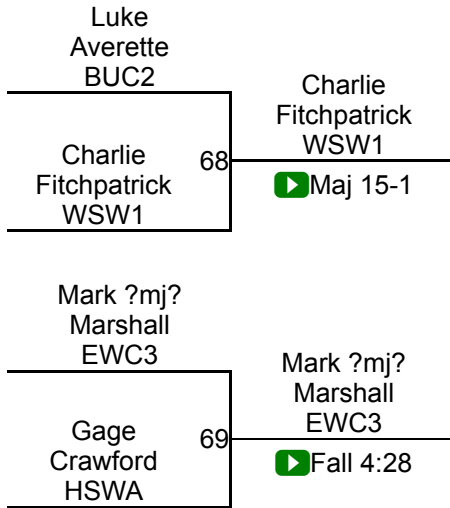 Luke
Averette
BUC2
Charlie
Fitchpatrick
WSW1
68
Charlie
Fitchpatrick
WSW1
Maj 15-1
Mark ?mj?
Marshall
EWC3
Gage
Crawford
HSWA
69
Mark ?mj?
Marshall
EWC3
Fall 4:28